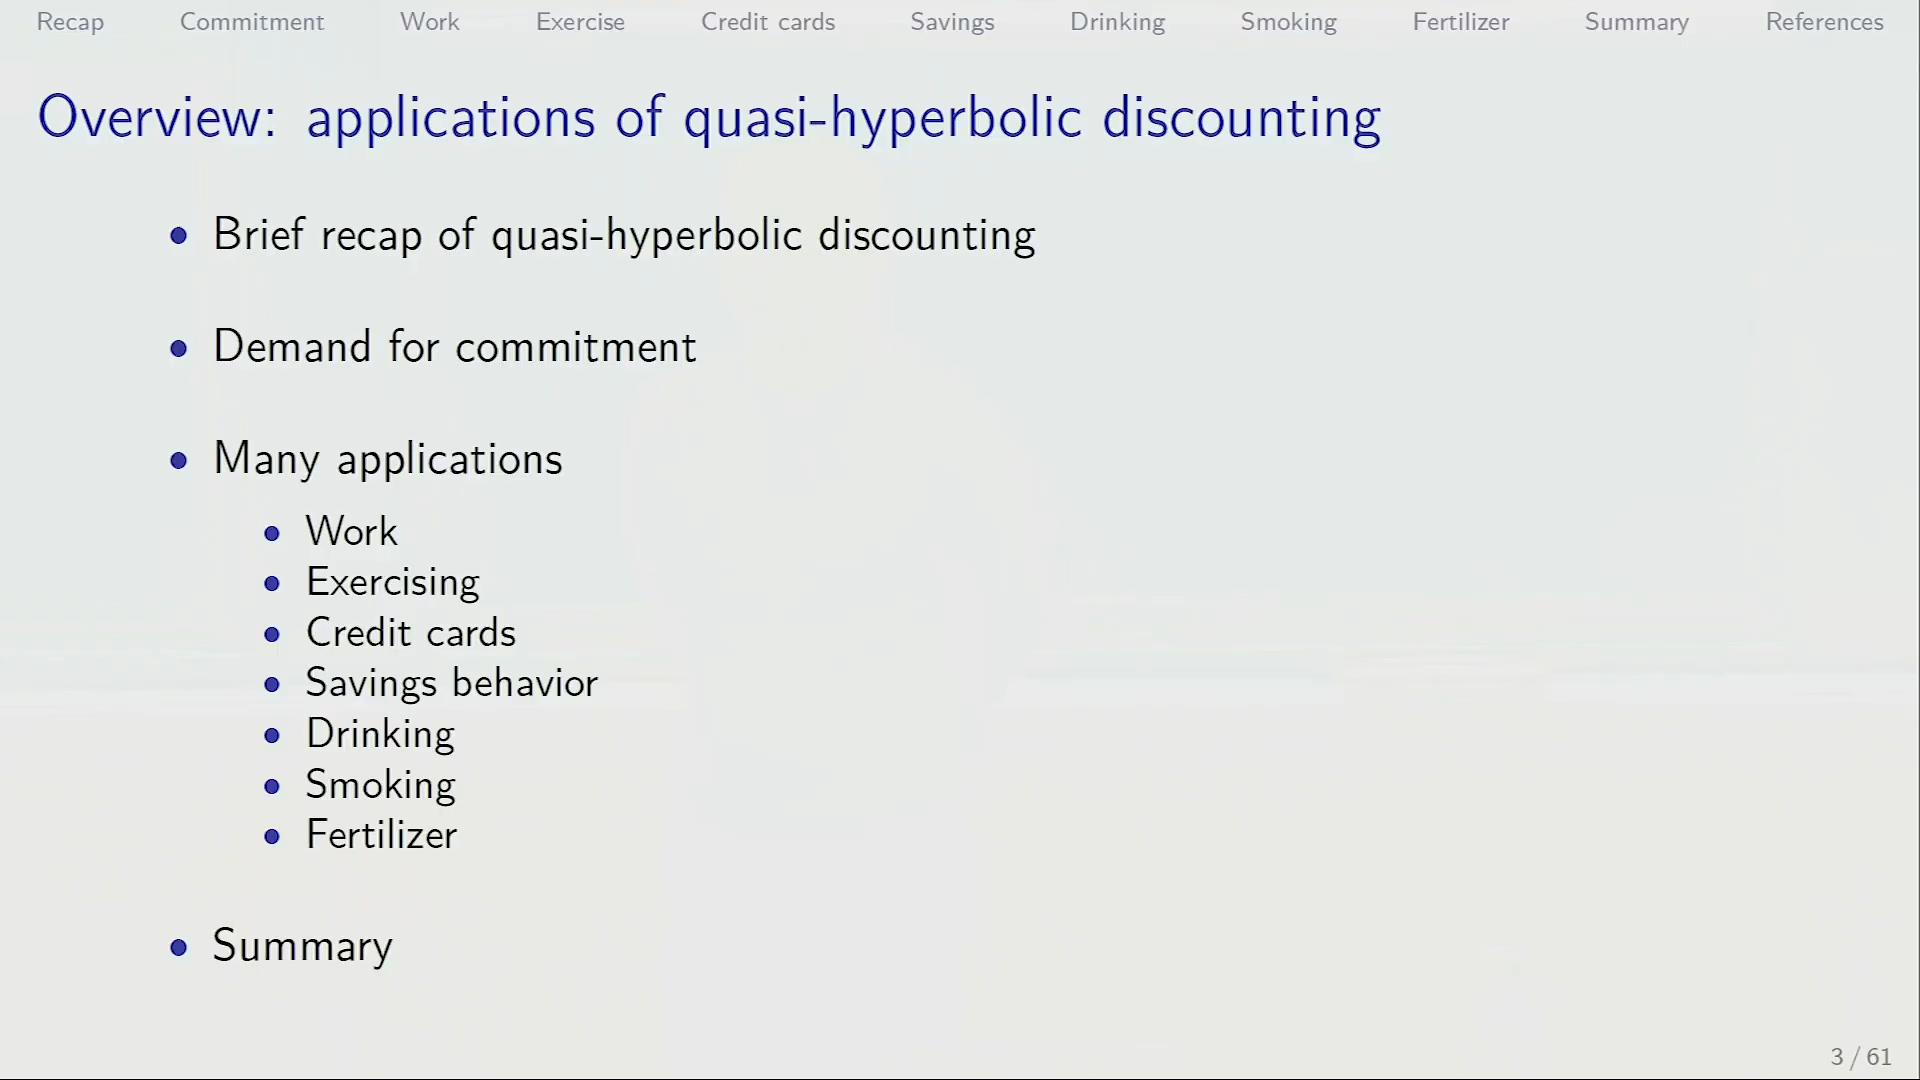 Recap Commitment Work Exercise Credit cards Savings Drinking Smoking Fertilizer Summary References
Overview: applications of quasi-hyperbolic discounting
• Brief recap of quasi-hyperbolic discounting
• Demand for commitment
• Many applications
• Work
• Exercising
• Credit cards
• Savings behavior
• Drinking
• Smoking
• Fertilizer
• Summary
3 / 61